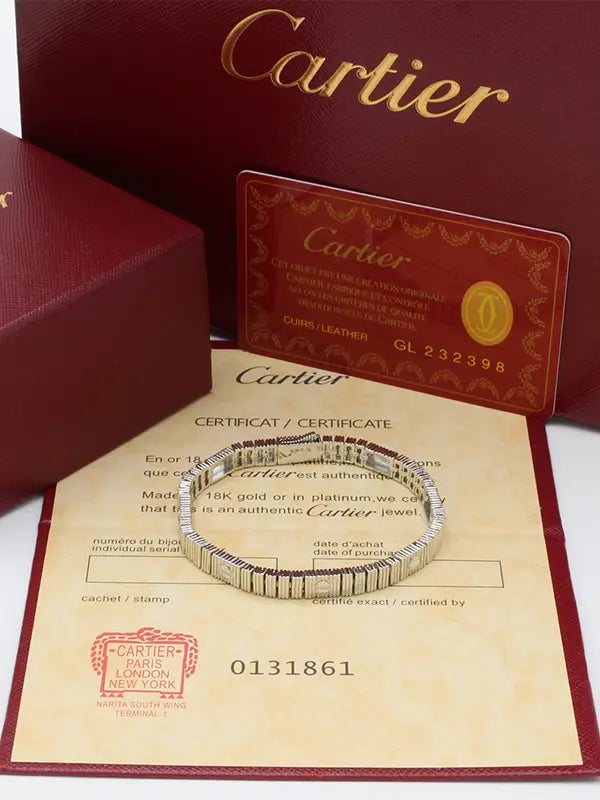 Cartier
Cartier
CET OBJET EST UNE CRÉATION ORIGINALE
CARTIER, FABRIQUÉ ET CONTRÔLÉ
SELON LES CRITÈRES DE QUALITÉ
TRADITIONNELS DU CARTIER.
CUIRS/LEATHER
GL 232398
Cartier
CERTIFICAT / CERTIFICATE
En or 18
que ce Cartier est authentique
Made 18K gold or in platinum,we certify
that this is an authentic Cartier jewel.
numéro du bijou
individual serial
date d'achat
date of purchase
cachet / stamp
certifié exact / certified by
CARTIER
PARIS
LONDON
NEW YORK
NARITA SOUTH WING
TERMINAL 1
0131861